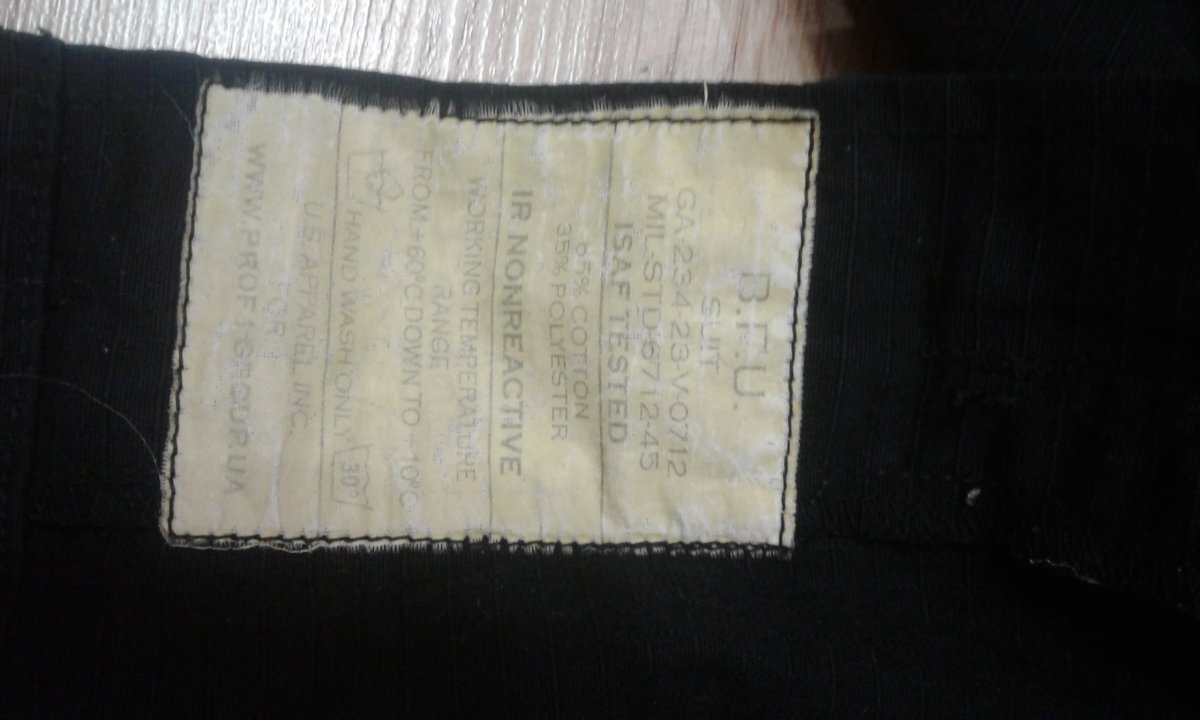 B.F.U.
SUIT
GA-234-23-V-0712
MIL-STD-6712-45
ISAF TESTED
65% COTTON
35% POLYESTER
IR NONREACTIVE
WORKING TEMPERATURE
RANGE
FROM +60°C DOWN TO +10°C
HAND WASH ONLY 30°
U.S. APPAREL INC.
FOR